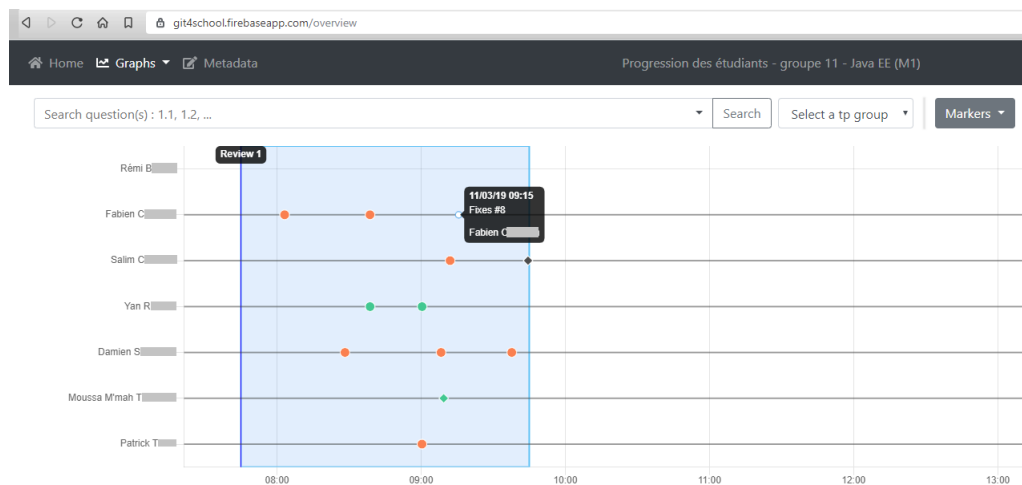 git4school.firebaseapp.com/overview
Home Graphs Metadata Progression des étudiants - groupe 11 - Java EE (M1)
Search question(s) : 1.1, 1.2, ... Search Select a tp group Markers
Review 1
Rémi B
11/03/19 09:15
Fixes #8
Fabien C
Fabien C
Salim C
Yan R
Damien S
Moussa M'mah T
Patrick T
08:00 09:00 10:00 11:00 12:00 13:00